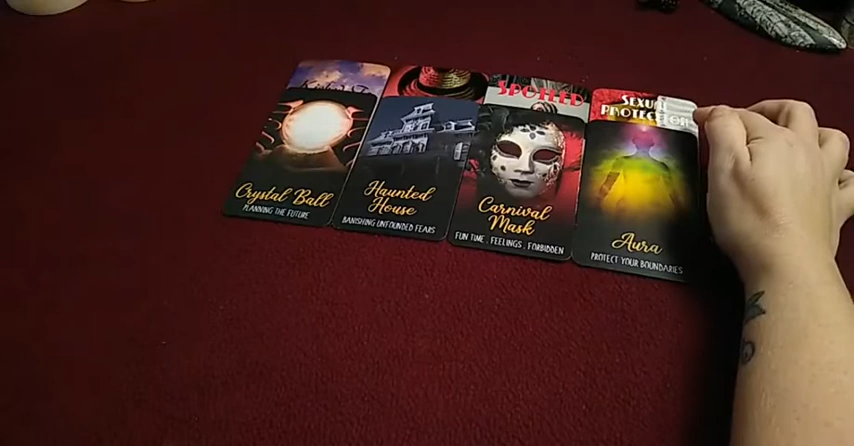 SPOILED
SEXUAL
PROTECTION
Crystal Ball
PLANNING THE FUTURE
Haunted
House
BANISHING UNFOUNDED FEARS
Carnival
Mask
FUN TIME . FEELINGS . FORBIDDEN
Aura
PROTECT YOUR BOUNDARIES